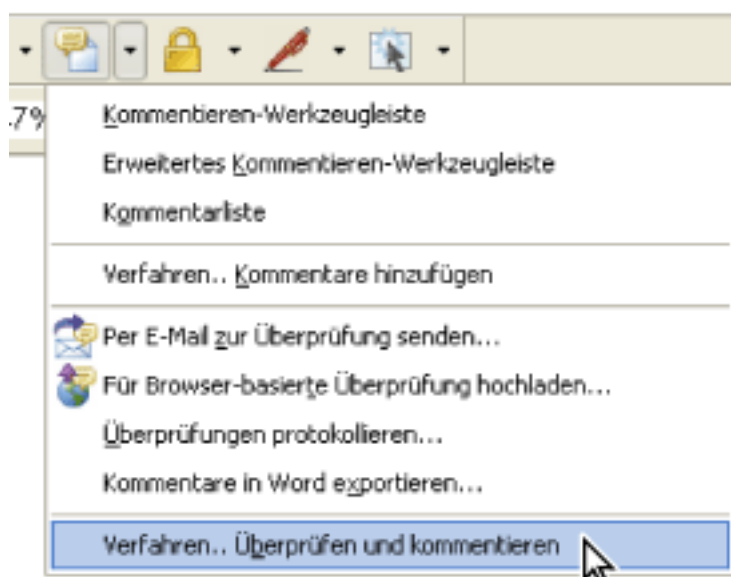 .7%
Kommentieren-Werkzeugleiste
Erweitertes Kommentieren-Werkzeugleiste
Kommentarliste
Verfahren.. Kommentare hinzufügen
Per E-Mail zur Überprüfung senden...
Für Browser-basierte Überprüfung hochladen...
Überprüfungen protokollieren...
Kommentare in Word exportieren...
Verfahren.. Überprüfen und kommentieren